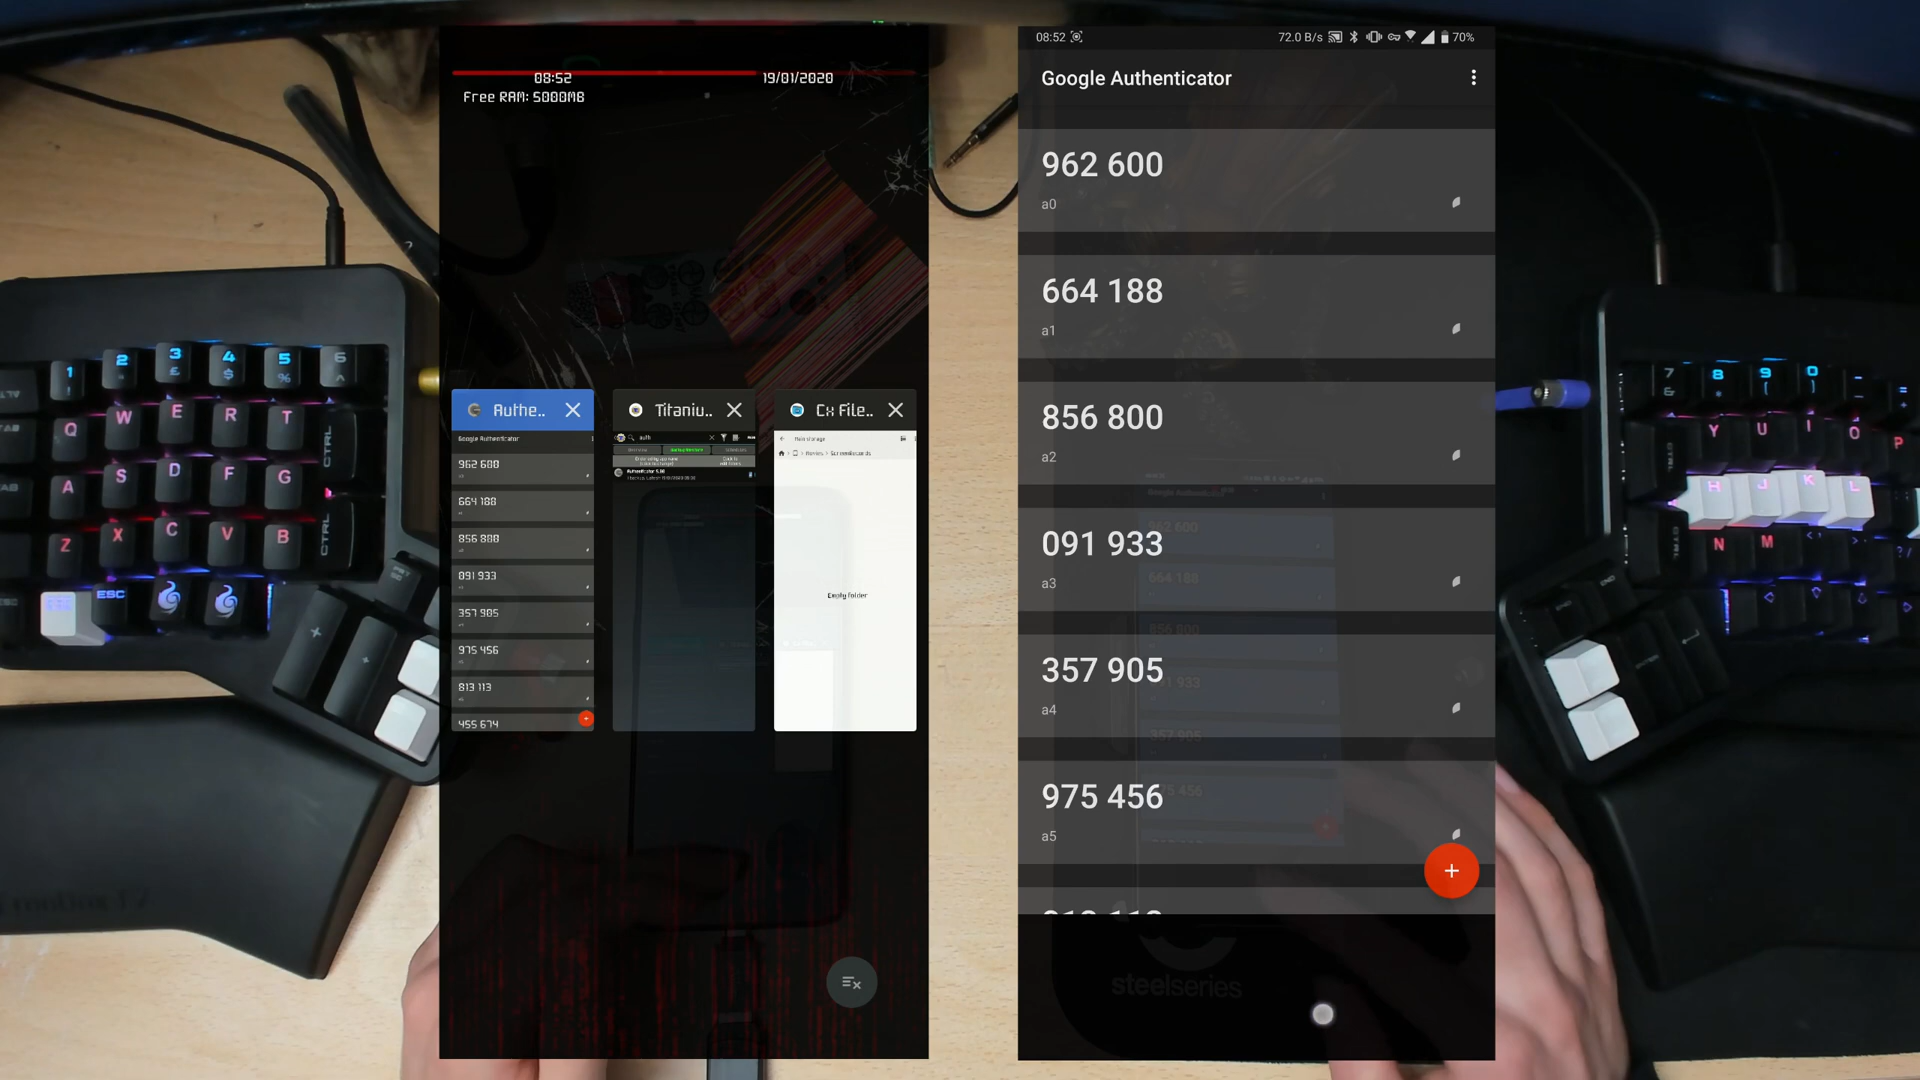 08:52
19/01/2020
Free RAM: 5000MB
Authe..
Titaniu..
Cx File..
Google Authenticator
962 600
664 188
856 800
091 933
357 905
975 456
813 113
455 674
auth
Main storage
Empty folder
08:52
72.0 B/s
70%
Google Authenticator
962 600
a0
664 188
a1
856 800
a2
091 933
a3
357 905
a4
975 456
a5
steelseries
1 2 3 4 5 6
£ $ % ^
Q W E R T
A S D F G
Z X C V B
ESC
CTRL
CTRL
7 8 9 0
Y U I O P
H J K L
N M